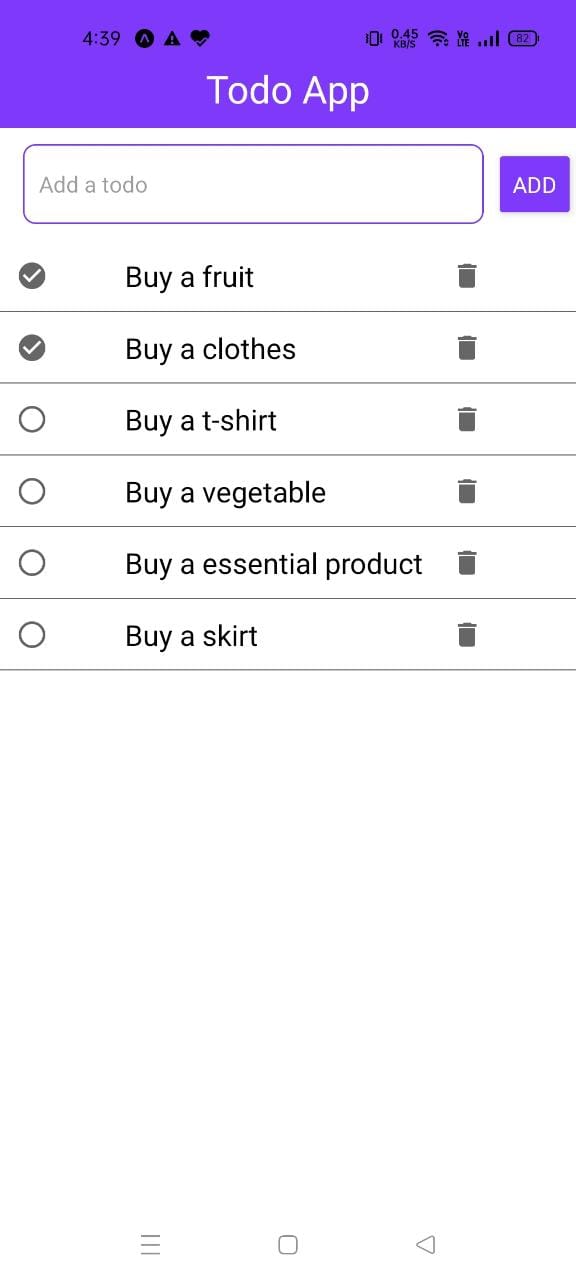 4:39 0.45 KB/S Vo LTE 82
Todo App
Add a todo ADD
Buy a fruit
Buy a clothes
Buy a t-shirt
Buy a vegetable
Buy a essential product
Buy a skirt